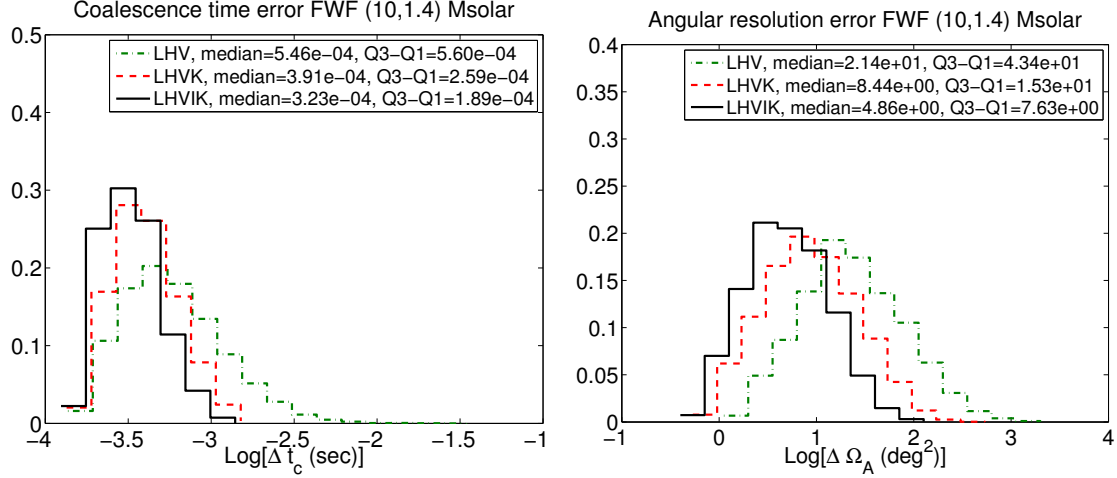 Coalescence time error FWF (10,1.4) Msolar
0.5
0.4
0.3
0.2
0.1
0
LHV, median=5.46e−04, Q3−Q1=5.60e−04
LHVK, median=3.91e−04, Q3−Q1=2.59e−04
LHVIK, median=3.23e−04, Q3−Q1=1.89e−04
−4 −3.5 −3 −2.5 −2 −1.5 −1
Log[Δ t_c (sec)]
Angular resolution error FWF (10,1.4) Msolar
0.4
0.35
0.3
0.25
0.2
0.15
0.1
0.05
0
LHV, median=2.14e+01, Q3−Q1=4.34e+01
LHVK, median=8.44e+00, Q3−Q1=1.53e+01
LHVIK, median=4.86e+00, Q3−Q1=7.63e+00
−1 0 1 2 3 4
Log[Δ Ω_A (deg²)]